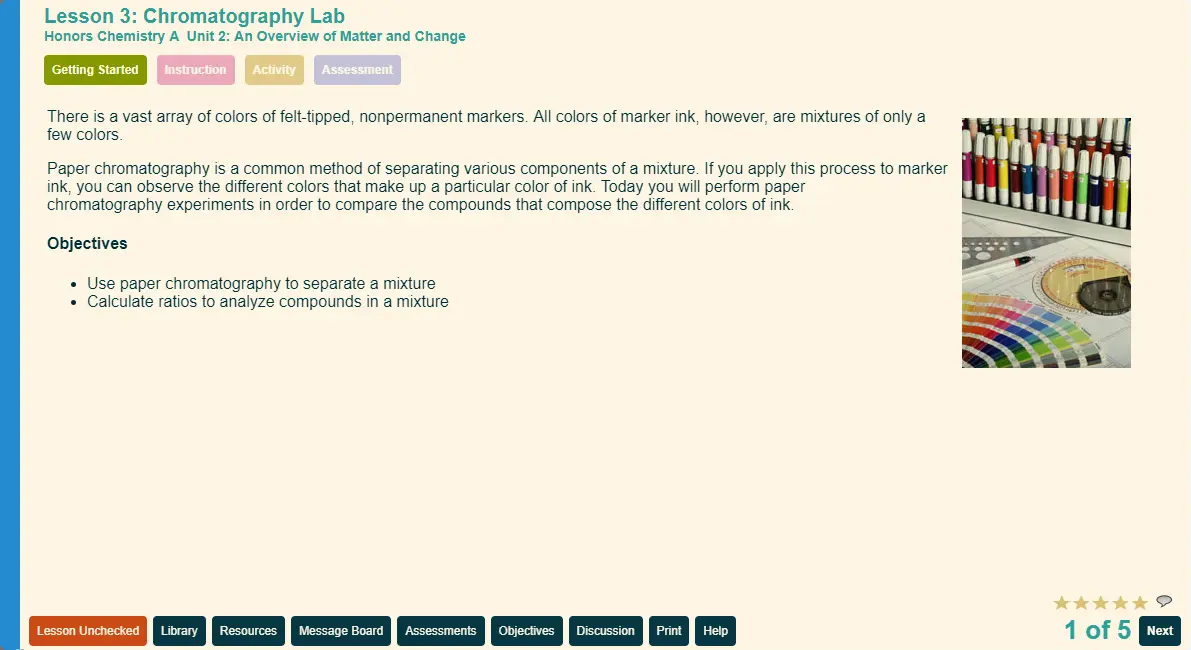 Lesson 3: Chromatography Lab
Honors Chemistry A  Unit 2: An Overview of Matter and Change
Getting Started Instruction Activity Assessment
There is a vast array of colors of felt-tipped, nonpermanent markers. All colors of marker ink, however, are mixtures of only a
few colors.
Paper chromatography is a common method of separating various components of a mixture. If you apply this process to marker
ink, you can observe the different colors that make up a particular color of ink. Today you will perform paper
chromatography experiments in order to compare the compounds that compose the different colors of ink.
Objectives
• Use paper chromatography to separate a mixture
• Calculate ratios to analyze compounds in a mixture
Lesson Unchecked Library Resources Message Board Assessments Objectives Discussion Print Help 1 of 5 Next